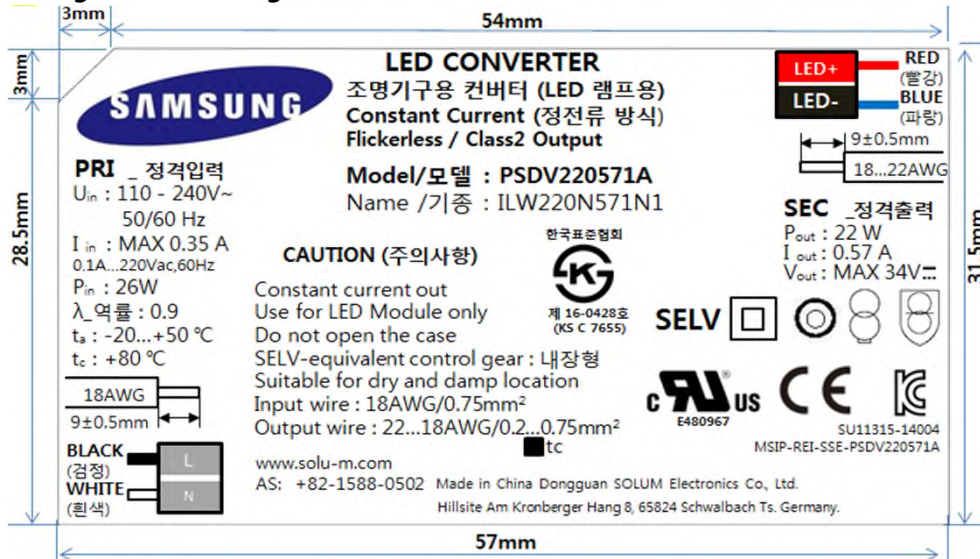 3mm
54mm
3mm
28.5mm
31.5mm
57mm
SAMSUNG
LED CONVERTER
조명기구용 컨버터 (LED 램프용)
Constant Current (정전류 방식)
Flickerless / Class2 Output
Model/모델 : PSDV220571A
Name /기종 : ILW220N571N1
LED+
LED-
RED
(빨강)
BLUE
(파랑)
9±0.5mm
18...22AWG
PRI _ 정격입력
Uin : 110 - 240V~
50/60 Hz
I in : MAX 0.35 A
0.1A...220Vac,60Hz
Pin : 26W
λ_역률 : 0.9
ta : -20...+50 ℃
tc : +80 ℃
18AWG
9±0.5mm
BLACK
(검정)
WHITE
(흰색)
L
N
CAUTION (주의사항)
Constant current out
Use for LED Module only
Do not open the case
SELV-equivalent control gear : 내장형
Suitable for dry and damp location
Input wire : 18AWG/0.75mm²
Output wire : 22...18AWG/0.2...0.75mm²
tc
한국표준협회
제 16-0428호
(KS C 7655)
SEC _정격출력
Pout : 22 W
I out : 0.57 A
Vout : MAX 34V⎓
SELV
c RU US
E480967
CE
SU11315-14004
MSIP-REI-SSE-PSDV220571A
www.solu-m.com
AS: +82-1588-0502 Made in China Dongguan SOLUM Electronics Co., Ltd.
Hillsite Am Kronberger Hang 8, 65824 Schwalbach Ts. Germany.